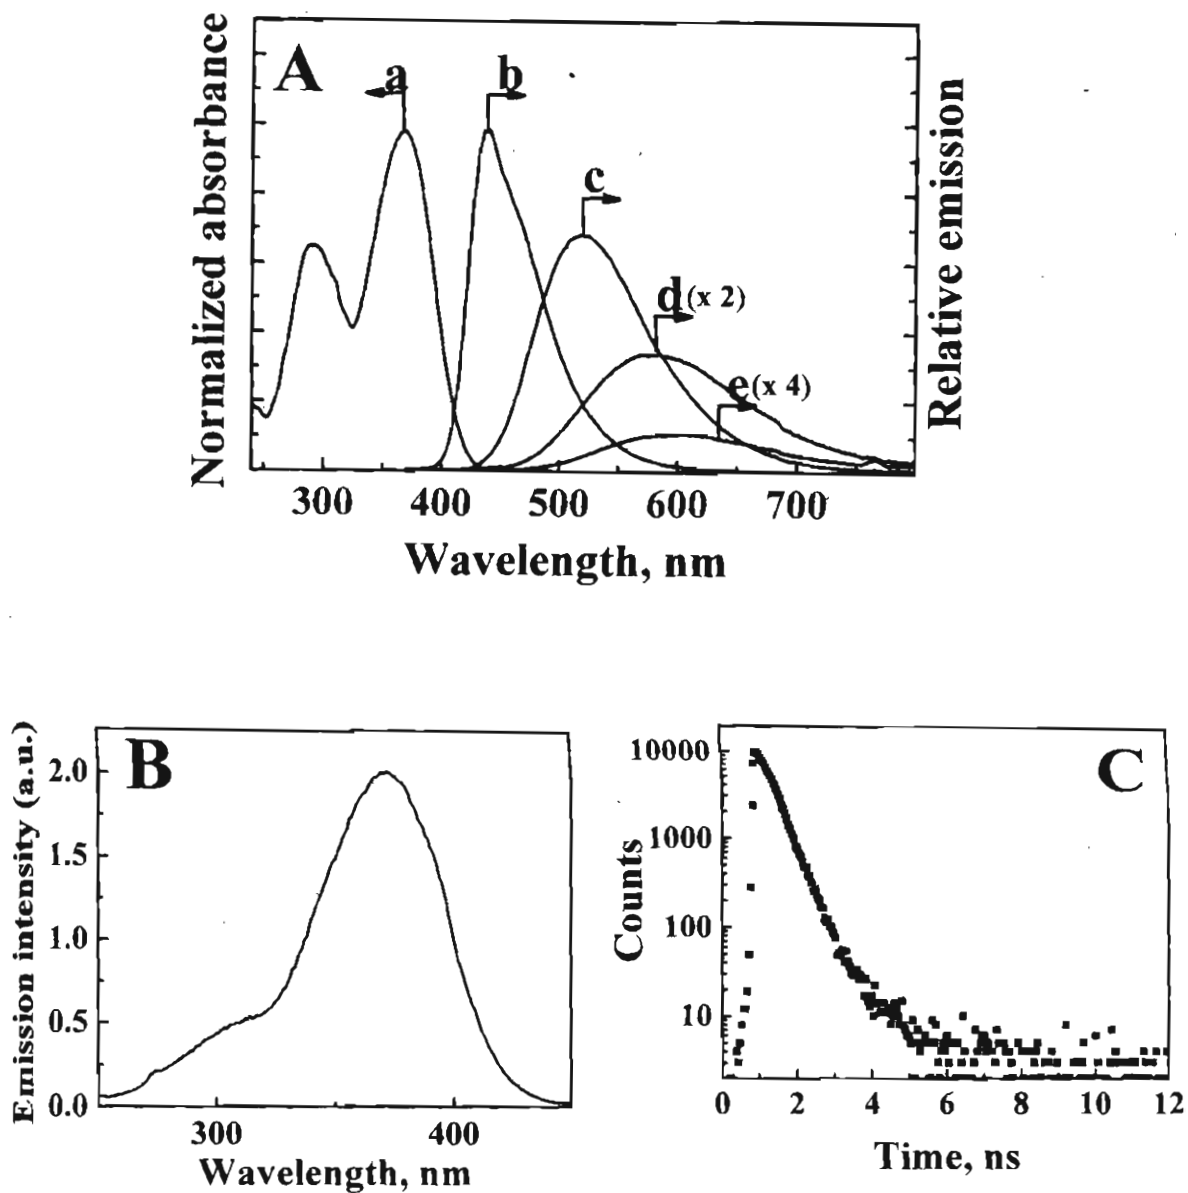 Normalized absorbance
A
a
b
c
d (x 2)
e (x 4)
Relative emission
300 400 500 600 700
Wavelength, nm
Emission intensity (a.u.)
B
2.0
1.5
1.0
0.5
0.0
300 400
Wavelength, nm
Counts
C
10000
1000
100
10
0 2 4 6 8 10 12
Time, ns